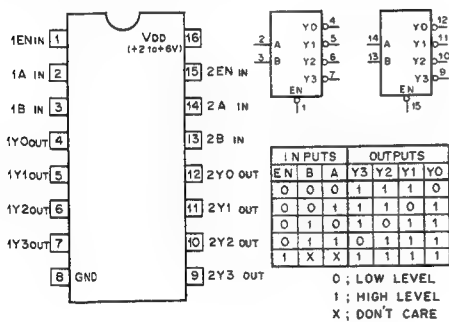 1ENIN 1
1A IN 2
1B IN 3
1Y0OUT 4
1Y1OUT 5
1Y2OUT 6
1Y3OUT 7
8 GND
VDD 16
(+2 to+6V)
15 2EN IN
14 2A IN
13 2B IN
12 2Y0 OUT
11 2Y1 OUT
10 2Y2 OUT
9 2Y3 OUT
2 A Y0 4
3 B Y1 5
Y2 6
Y3 7
EN
1
14 A Y0 12
13 B Y1 11
Y2 10
Y3 9
EN
15
INPUTS OUTPUTS
EN B A Y3 Y2 Y1 Y0
0 0 0 1 1 1 0
0 0 1 1 1 0 1
0 1 0 1 0 1 1
0 1 1 0 1 1 1
1 X X 1 1 1 1
0 ; LOW LEVEL
1 ; HIGH LEVEL
X ; DON'T CARE